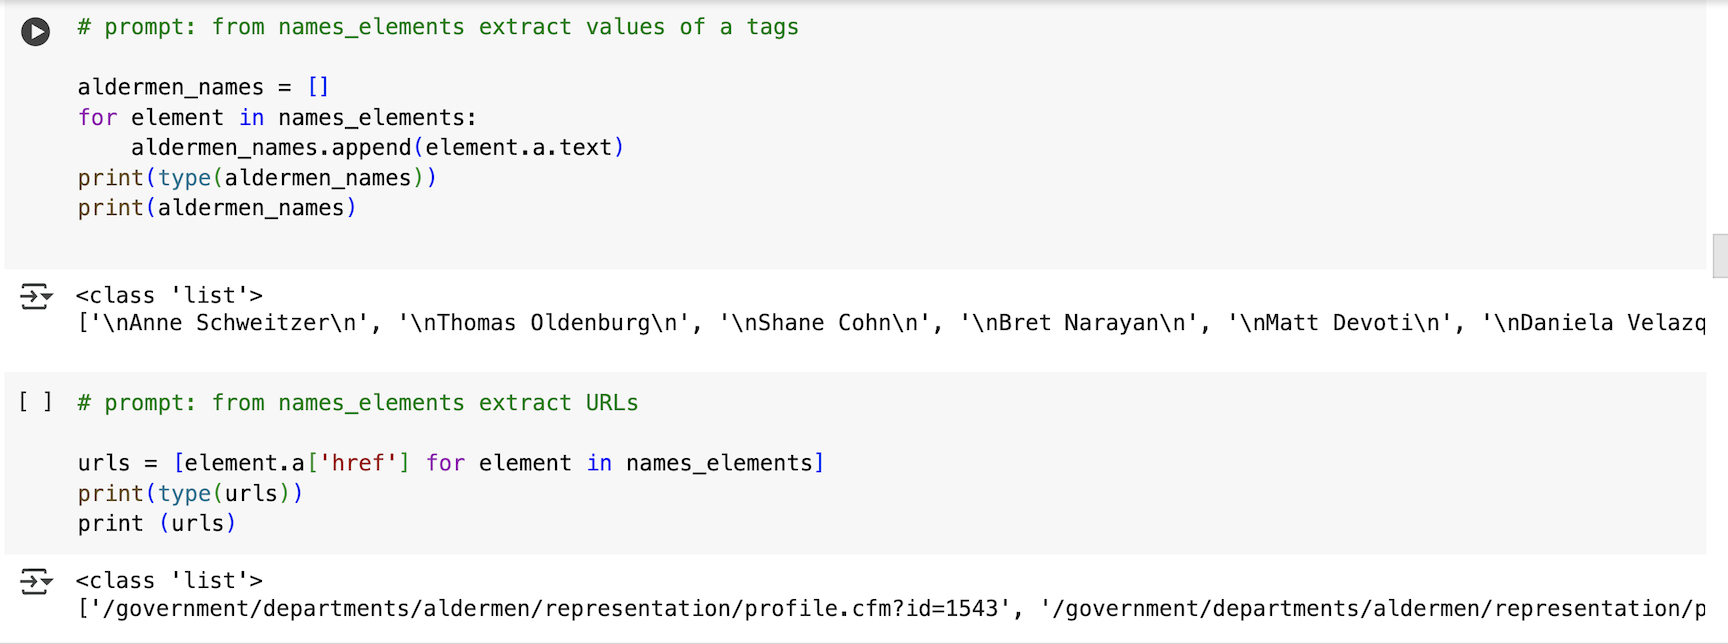 # prompt: from names_elements extract values of a tags
aldermen_names = []
for element in names_elements:
    aldermen_names.append(element.a.text)
print(type(aldermen_names))
print(aldermen_names)
<class 'list'>
['\nAnne Schweitzer\n', '\nThomas Oldenburg\n', '\nShane Cohn\n', '\nBret Narayan\n', '\nMatt Devoti\n', '\nDaniela Velazq
[ ] # prompt: from names_elements extract URLs
urls = [element.a['href'] for element in names_elements]
print(type(urls))
print (urls)
<class 'list'>
['/government/departments/aldermen/representation/profile.cfm?id=1543', '/government/departments/aldermen/representation/p